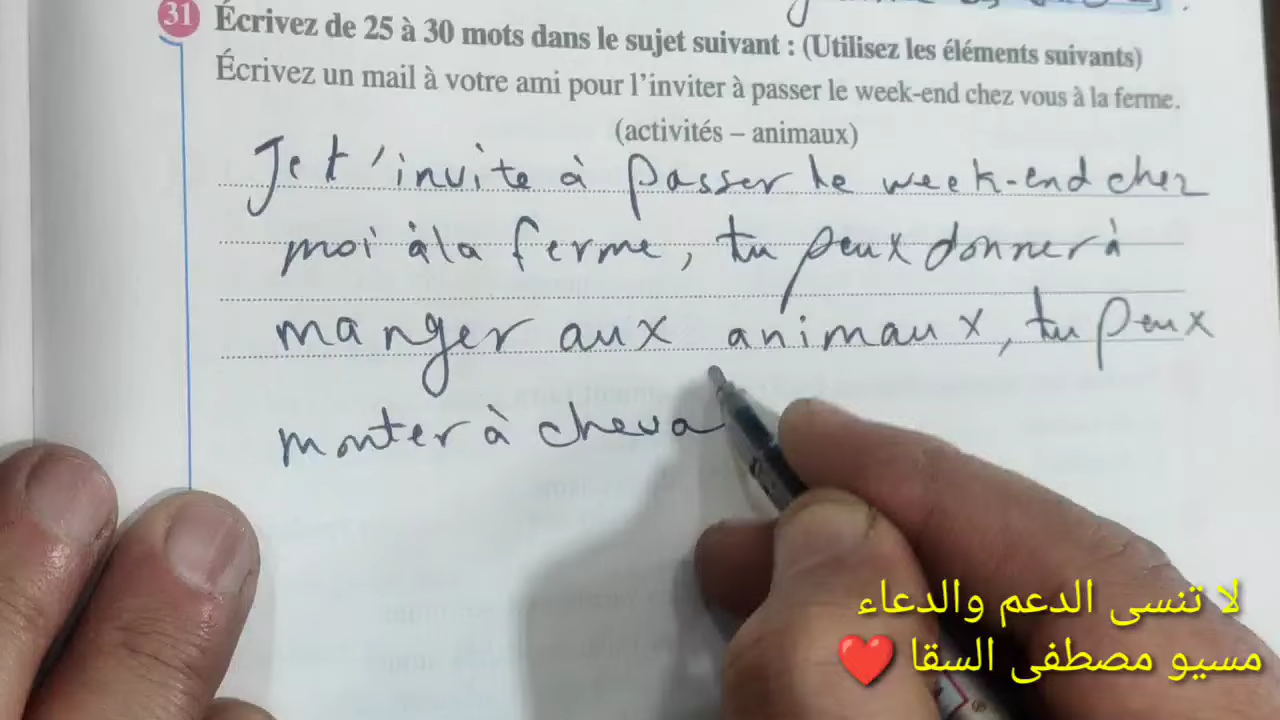 31 Écrivez de 25 à 30 mots dans le sujet suivant : (Utilisez les éléments suivants)
Écrivez un mail à votre ami pour l'inviter à passer le week-end chez vous à la ferme.
(activités – animaux)
Je t'invite à passer le week-end chez
moi à la ferme, tu peux donner à
manger aux animaux, tu peux
monter à cheva
لا تنسى الدعم والدعاء
مسيو مصطفى السقا ❤️